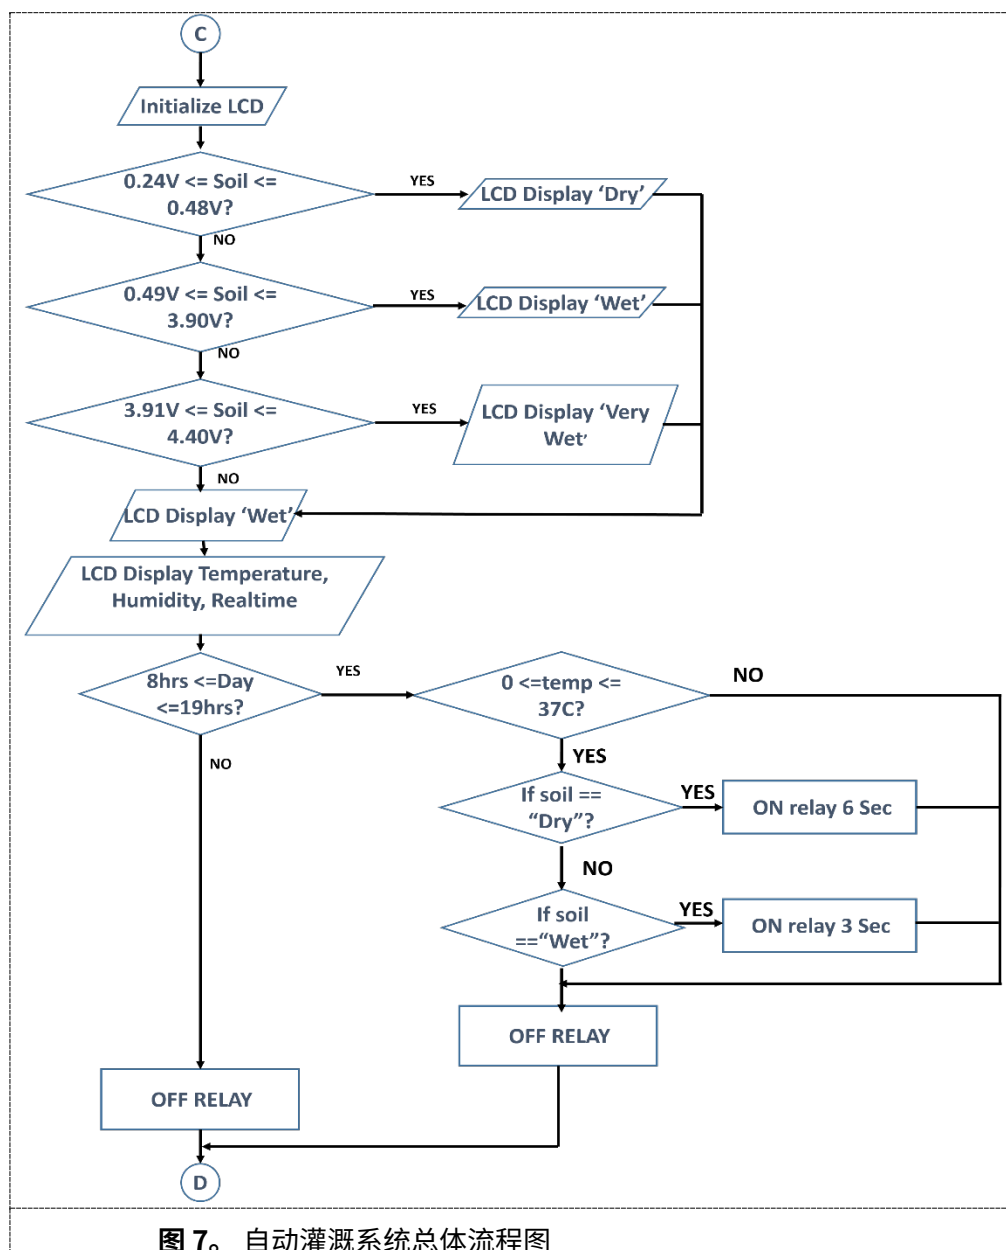 C
Initialize LCD
0.24V <= Soil <=
0.48V?
YES
LCD Display ‘Dry’
NO
0.49V <= Soil <=
3.90V?
YES
LCD Display ‘Wet’
NO
3.91V <= Soil <=
4.40V?
YES
LCD Display ‘Very
Wet’
NO
LCD Display ‘Wet’
LCD Display Temperature,
Humidity, Realtime
8hrs <=Day
<=19hrs?
YES
0 <=temp <=
37C?
NO
YES
NO
If soil ==
“Dry”?
YES
ON relay 6 Sec
NO
If soil
==“Wet”?
YES
ON relay 3 Sec
OFF RELAY
OFF RELAY
D
图 7。 自动灌溉系统总体流程图